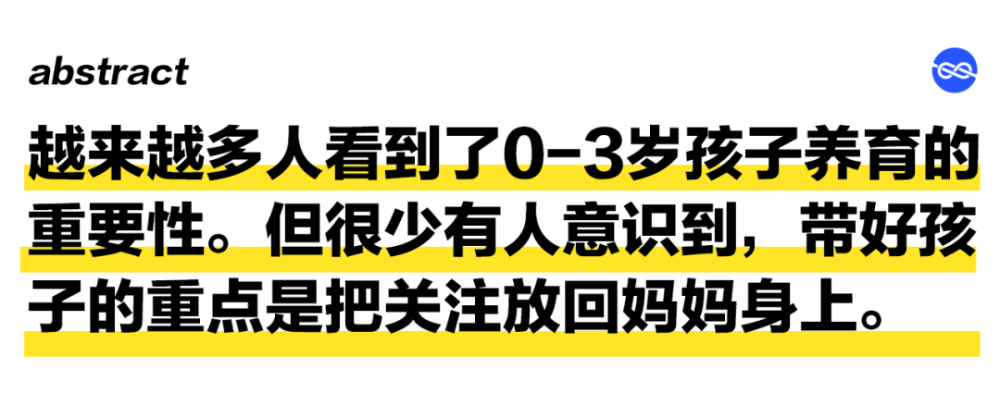 abstract
越来越多人看到了0-3岁孩子养育的
重要性。但很少有人意识到，带好孩
子的重点是把关注放回妈妈身上。